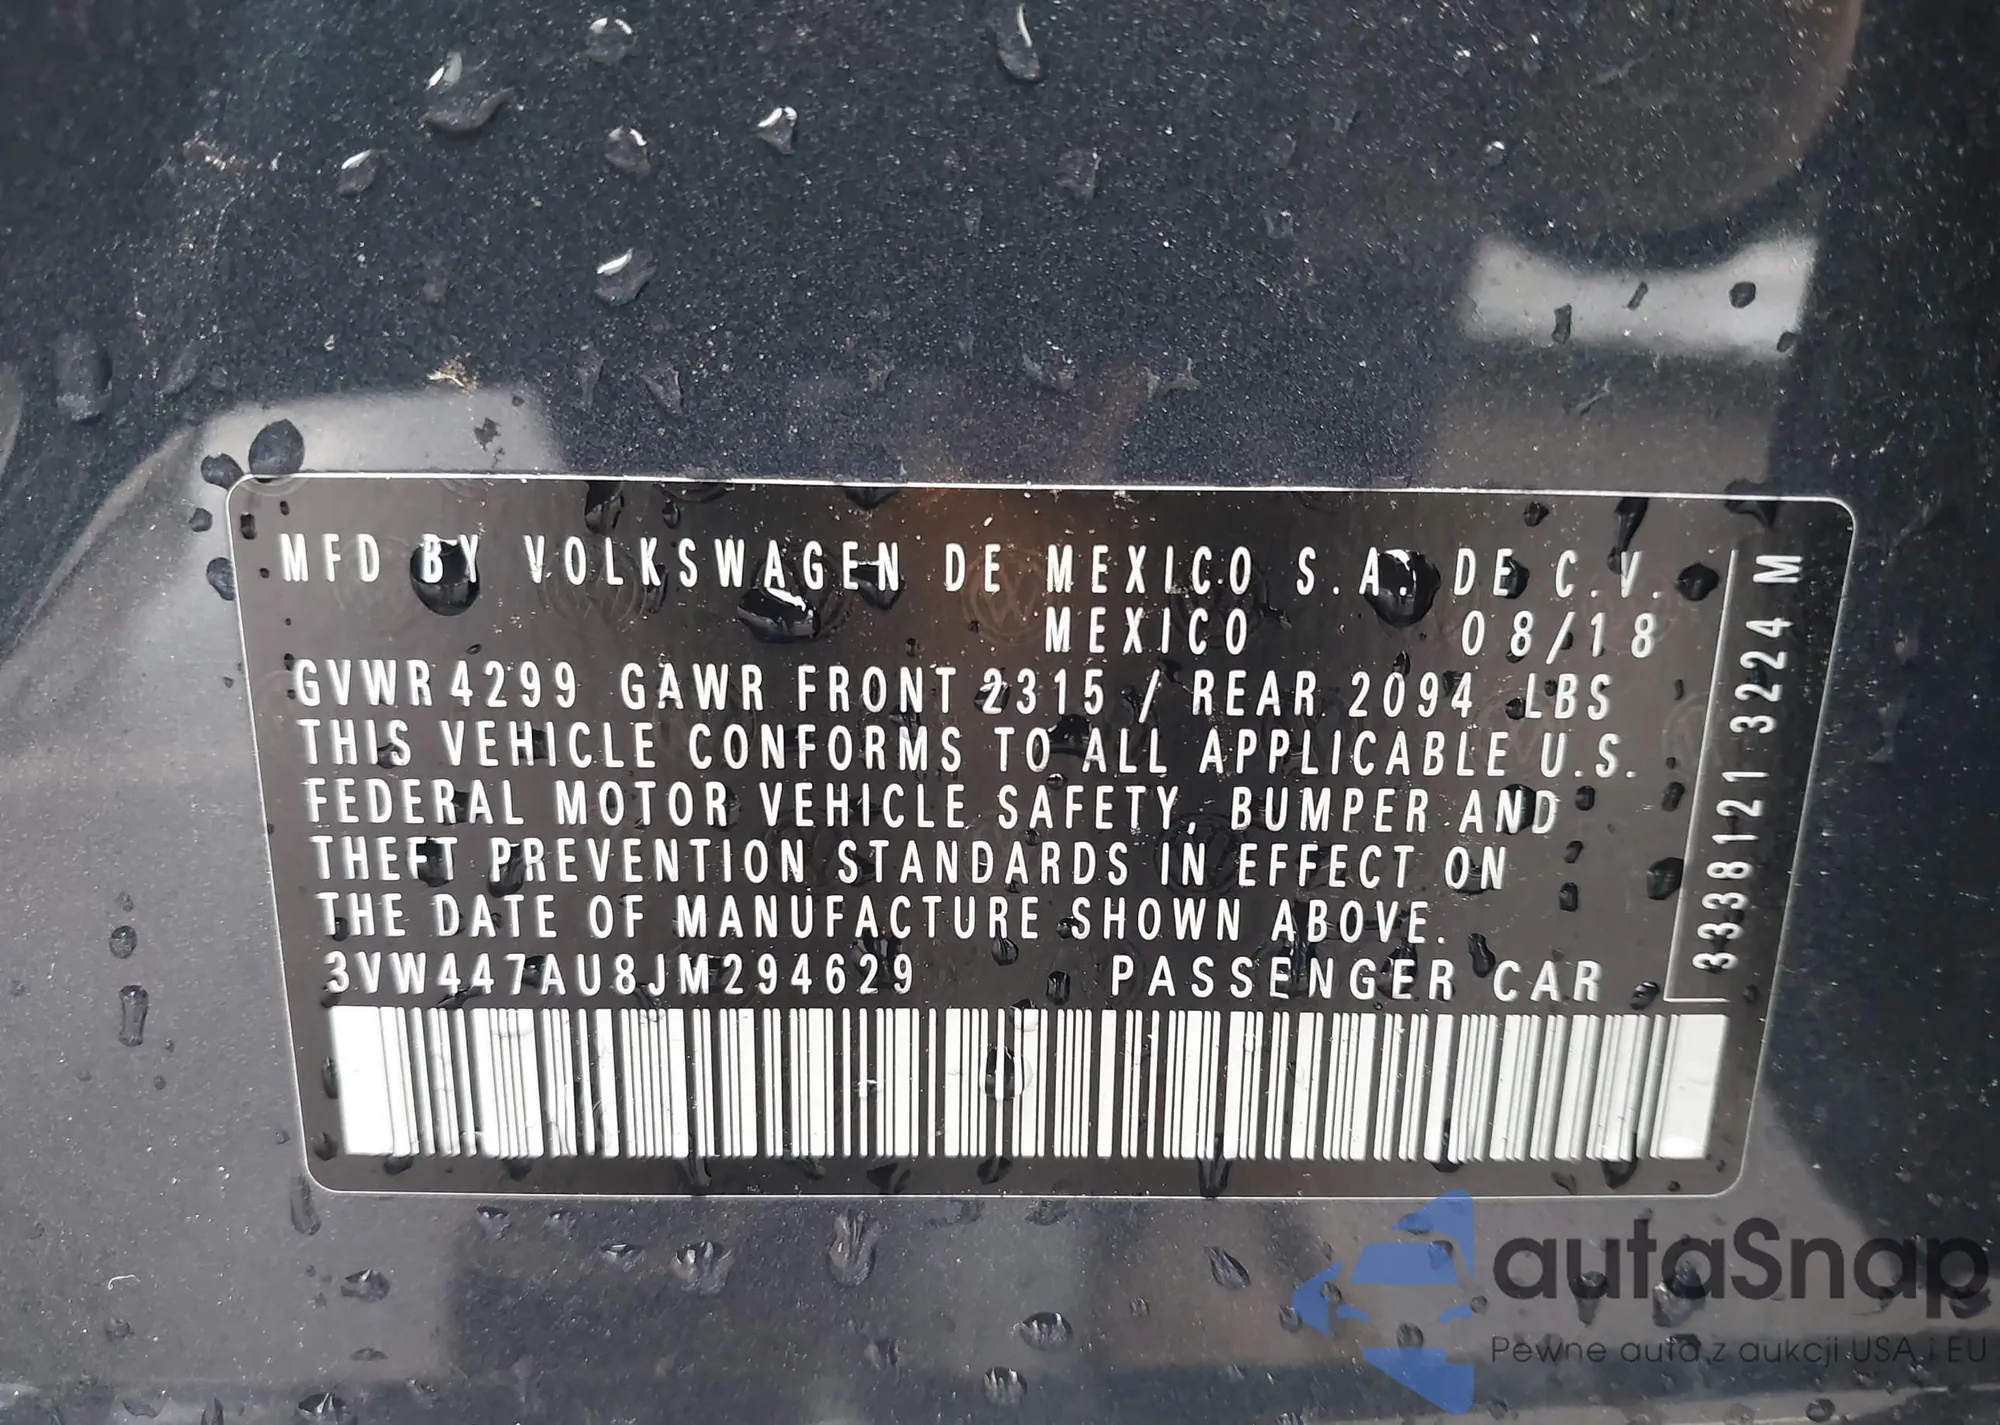 MFD BY VOLKSWAGEN DE MEXICO S.A. DE C.V.
MEXICO 08/18
GVWR 4299 GAWR FRONT 2315 / REAR 2094 LBS
THIS VEHICLE CONFORMS TO ALL APPLICABLE U.S.
FEDERAL MOTOR VEHICLE SAFETY, BUMPER AND
THEFT PREVENTION STANDARDS IN EFFECT ON
THE DATE OF MANUFACTURE SHOWN ABOVE.
3VW447AU8JM294629 PASSENGER CAR
3338121 3224 M
autaSnap
Pewne auta z aukcji USA i EU